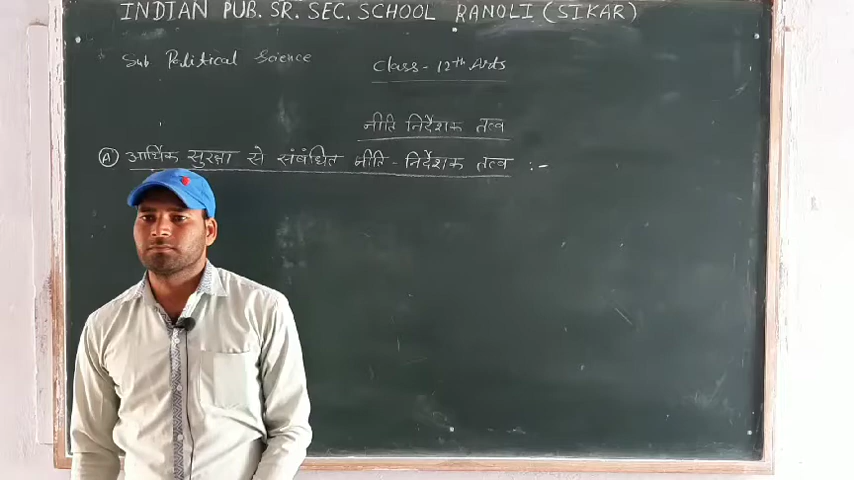 INDIAN PUB. SR. SEC. SCHOOL RANOLI (SIKAR)
Sub Political Science
Class - 12th Arts
नीति निर्देशक तत्व
(A) आर्थिक सुरक्षा से संबंधित नीति - निर्देशक तत्व :-